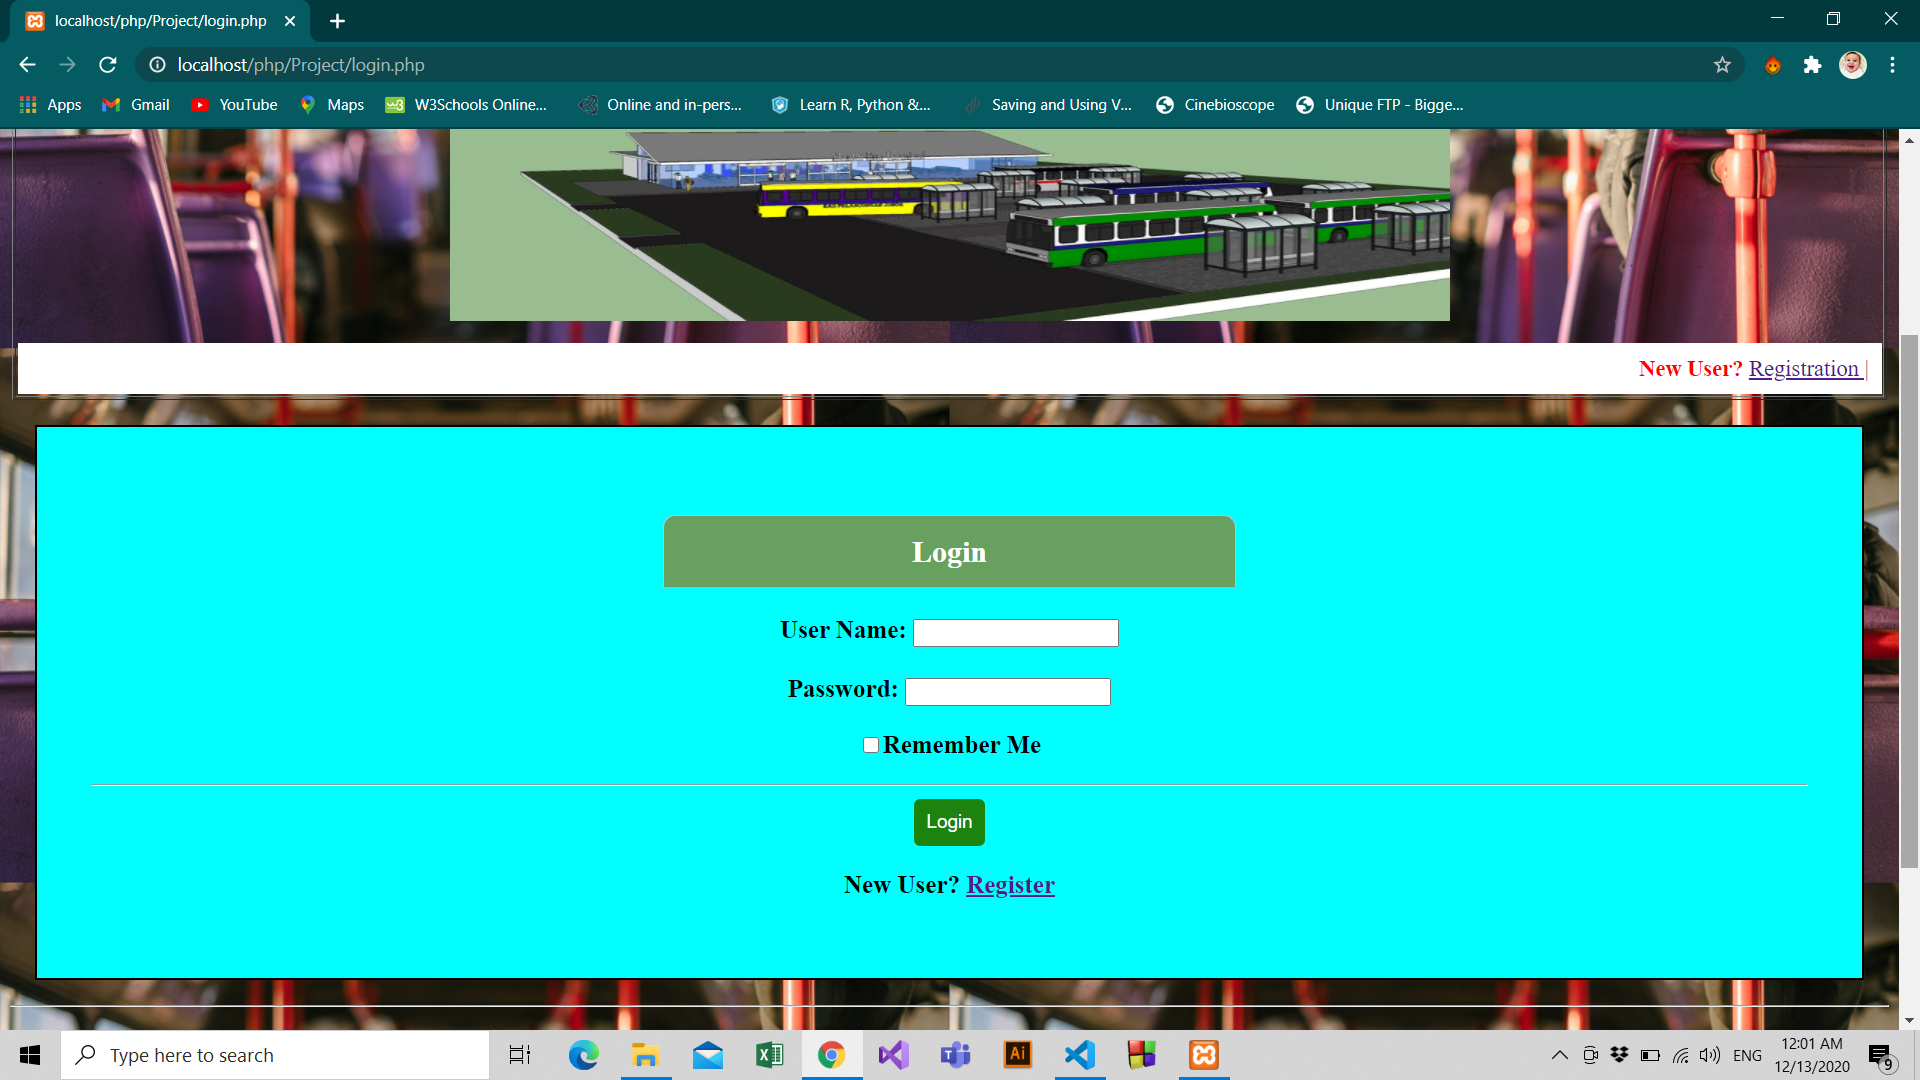 localhost/php/Project/login.php
localhost/php/Project/login.php
Apps Gmail YouTube Maps W3Schools Online... Online and in-pers... Learn R, Python &... Saving and Using V... Cinebioscope Unique FTP - Bigge...
New User? Registration |
Login
User Name:
Password:
Remember Me
Login
New User? Register
Type here to search
ENG
12:01 AM
12/13/2020
9